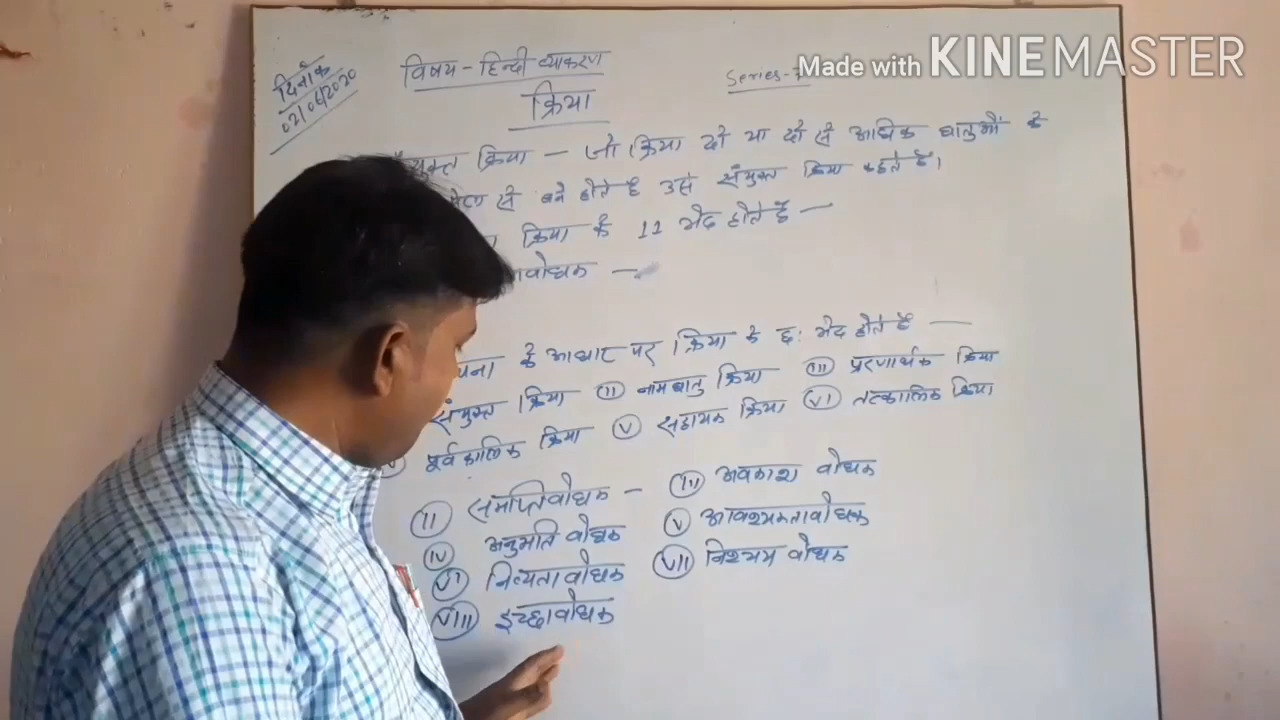 दिनांक
02/06/2020
विषय - हिन्दी व्याकरण
क्रिया
Series-
Made with KINEMASTER
क्रिया - जो क्रिया दो या दो से अधिक धातुओं के
से बने होते हैं उसे संयुक्त क्रिया कहते हैं।
क्रिया के 11 भेद होते हैं -
के आधार पर क्रिया के छः भेद होते हैं -
संयुक्त क्रिया (II) नामधातु क्रिया (III) प्ररणार्थक क्रिया
पूर्वकालिक क्रिया (V) सहायक क्रिया (VI) तत्कालिक क्रिया
(II) समाप्तिवोधक - (III) अवकाश वोधक
(IV) अनुमति वोधक (V) आवश्यकतावोधक
(VI) नित्यतावोधक (VII) निश्चय वोधक
(VIII) इच्छावोधक